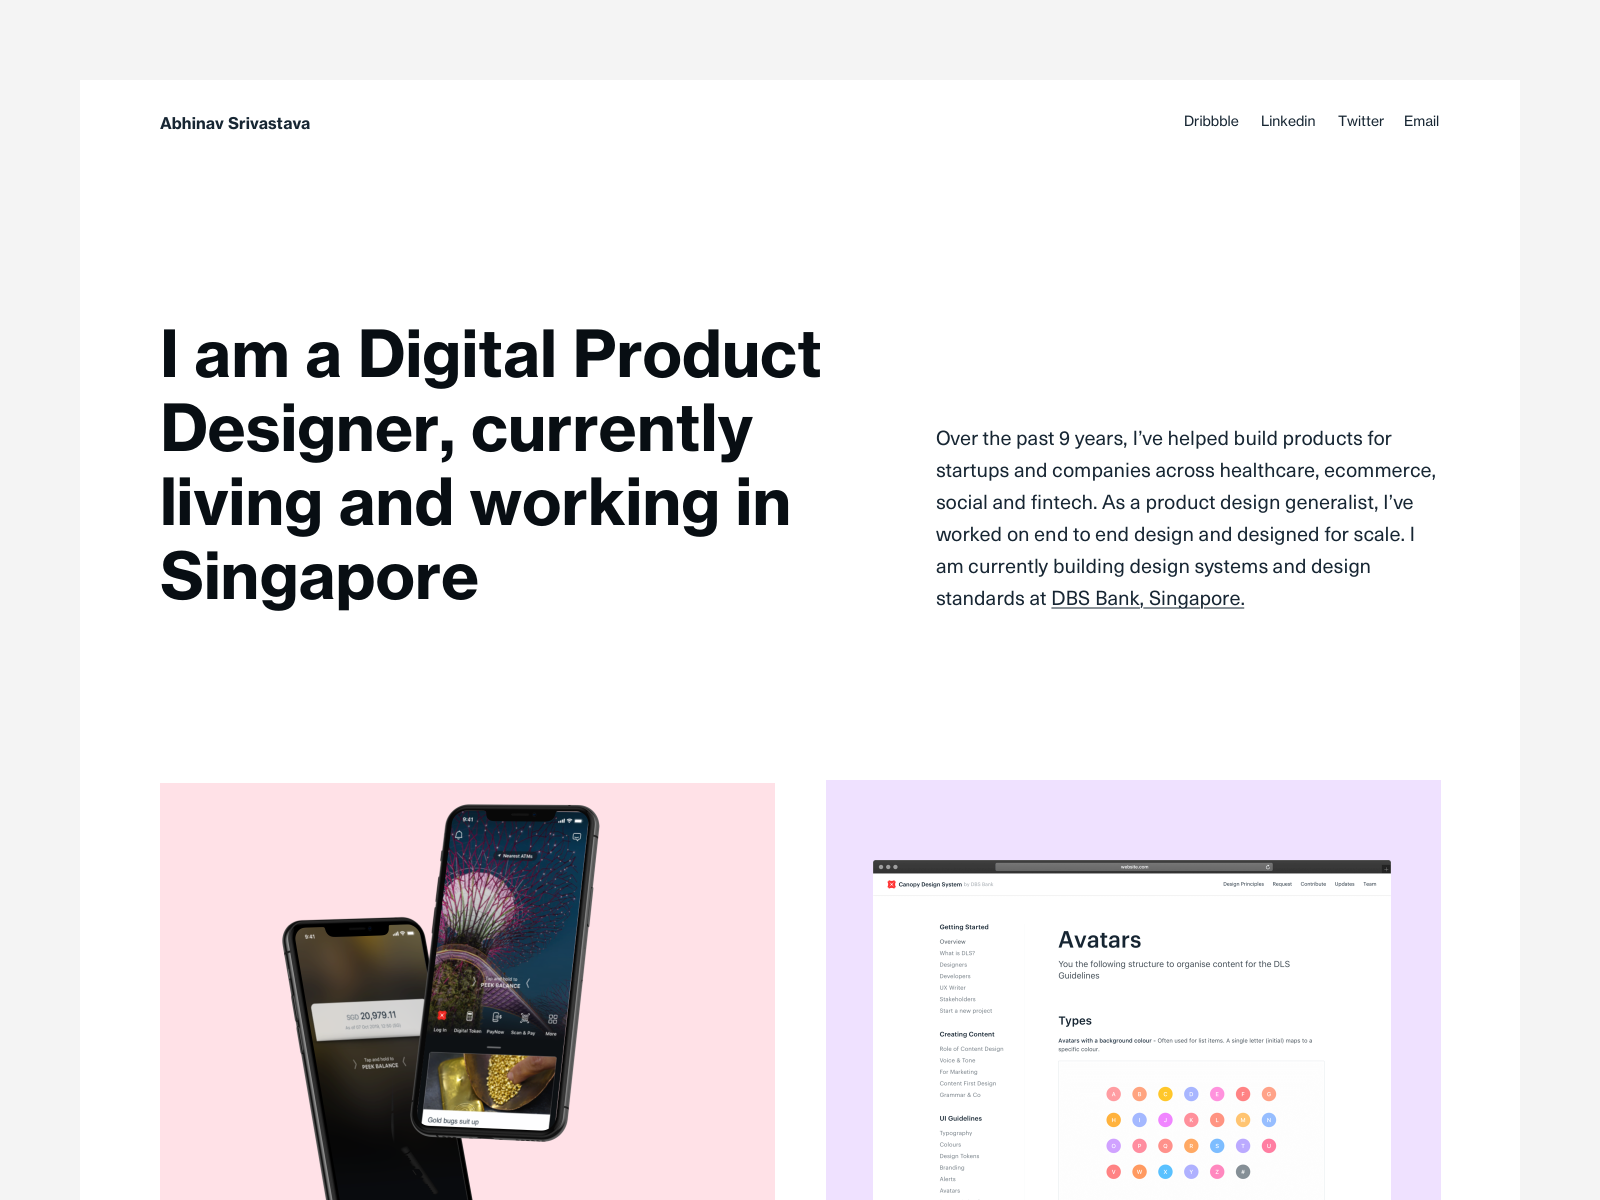 Abhinav Srivastava
Dribbble Linkedin Twitter Email
I am a Digital Product
Designer, currently
living and working in
Singapore
Over the past 9 years, I’ve helped build products for
startups and companies across healthcare, ecommerce,
social and fintech. As a product design generalist, I’ve
worked on end to end design and designed for scale. I
am currently building design systems and design
standards at DBS Bank, Singapore.
9:41
SGD 20,979.11
Tap and hold to
PEEK BALANCE
9:41
Nearest ATMs
Tap and hold to
PEEK BALANCE
Log in Digital Token PayNow Scan & Pay More
Gold bugs suit up
website.com
Canopy Design System by DBS Bank
Design Principles Request Contribute Updates Team
Getting Started
Overview
What is DLS?
Designers
Developers
UX Writer
Stakeholders
Start a new project
Creating Content
Role of Content Design
Voice & Tone
For Marketing
Content First Design
Grammar & Co
UI Guidelines
Typography
Colours
Design Tokens
Branding
Alerts
Avatars
Avatars
You the following structure to organise content for the DLS
Guidelines
Types
Avatars with a background colour - Often used for list items. A single letter (initial) maps to a
specific colour.
A B C D E F G
H I J K L M N
O P Q R S T U
V W X Y Z #